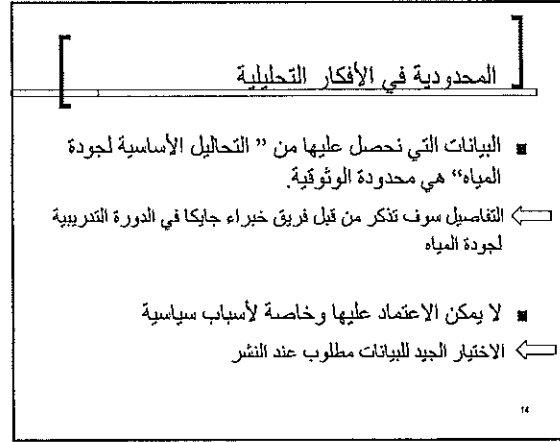 المحدودية في الأفكار التحليلية
البيانات التي نحصل عليها من ” التحاليل الأساسية لجودة
المياه“ هي محدودة الوثوقية.
التفاصيل سوف تذكر من قبل فريق خبراء جايكا في الدورة التدريبية
لجودة المياه
لا يمكن الاعتماد عليها وخاصة لأسباب سياسية
الاختيار الجيد للبيانات مطلوب عند النشر
14